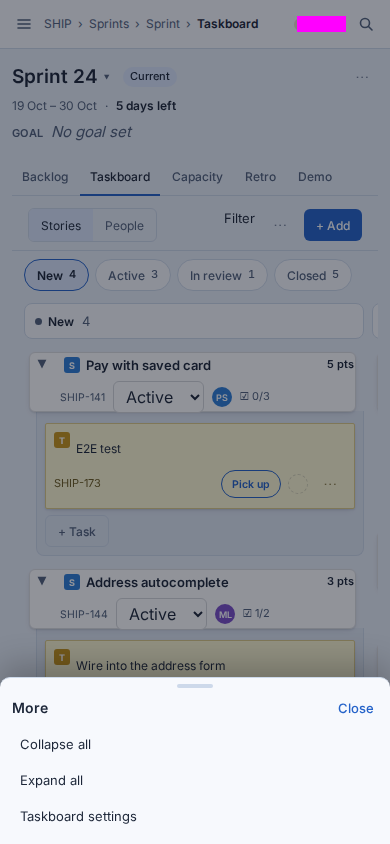 SHIP › Sprints › Sprint › Taskboard
Sprint 24 ▾ Current ...
19 Oct – 30 Oct · 5 days left
GOAL No goal set
Backlog Taskboard Capacity Retro Demo
Stories People Filter ... + Add
New 4 Active 3 In review 1 Closed 5
New 4
▼ S Pay with saved card 5 pts
SHIP-141 Active PS ☑ 0/3
T E2E test
SHIP-173 Pick up ...
+ Task
▼ S Address autocomplete 3 pts
SHIP-144 Active ML ☑ 1/2
T Wire into the address form
More Close
Collapse all
Expand all
Taskboard settings